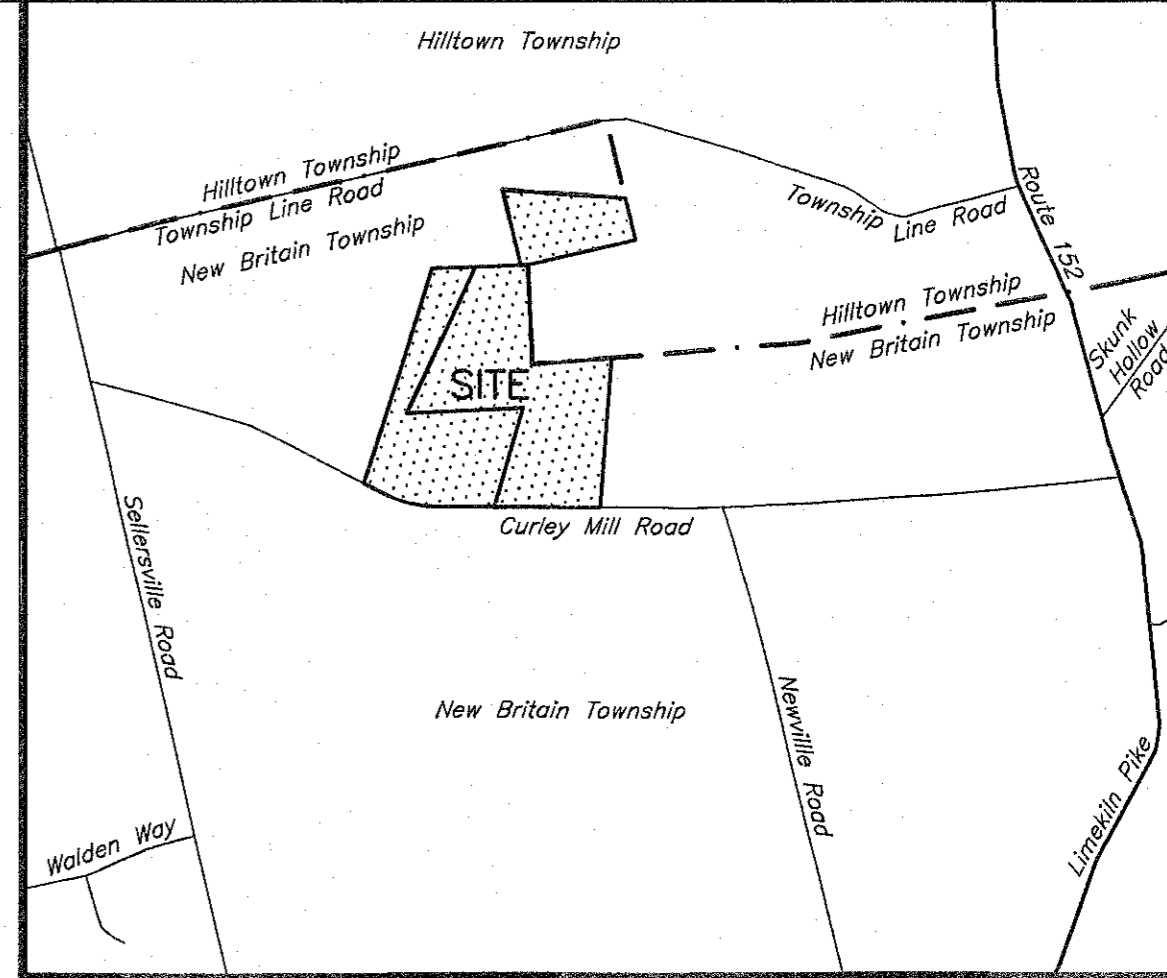 Hilltown Township
Hilltown Township
Township Line Road
New Britain Township
Township Line Road
Route 152
Hilltown Township
New Britain Township
Skunk
Hollow
Road
SITE
Curley Mill Road
Sellersville Road
New Britain Township
Newvillle Road
Limekiln Pike
Walden Way